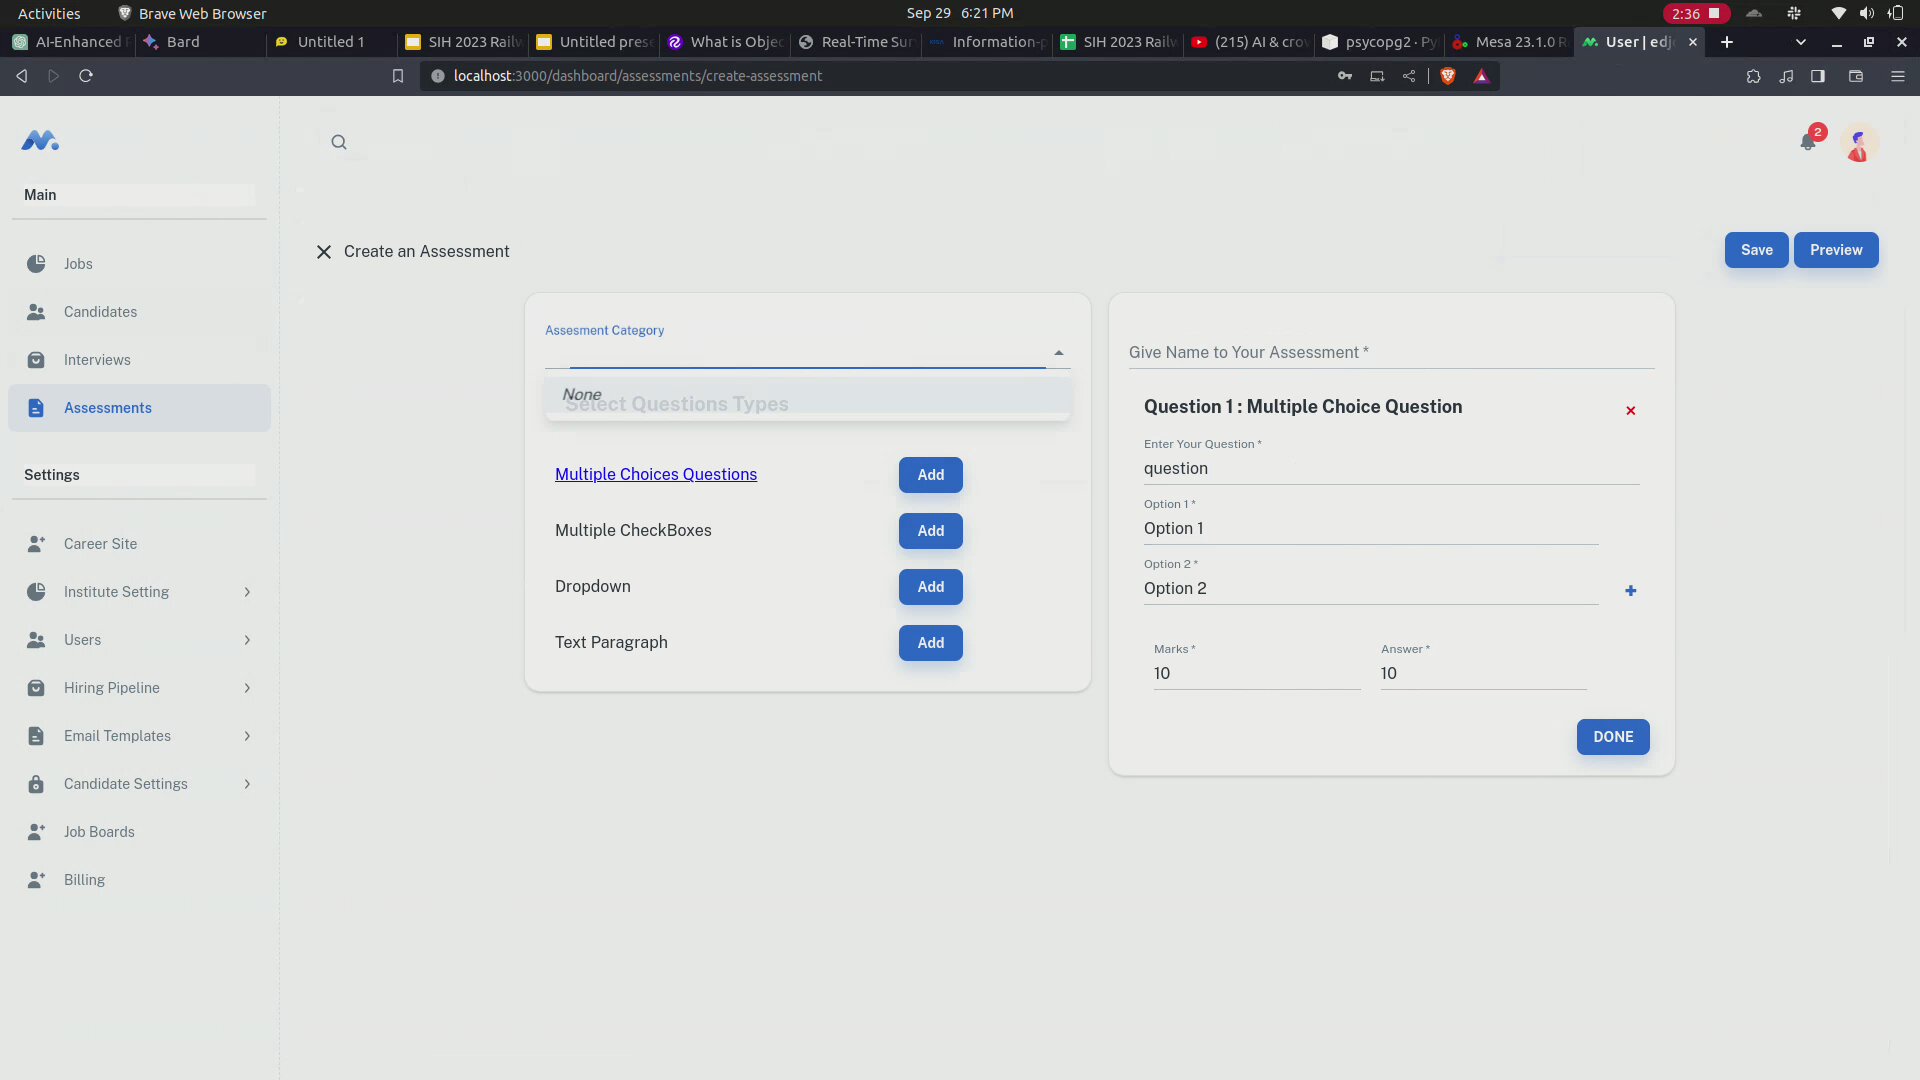 Activities
Brave Web Browser
Sep 29 6:21 PM
2:36
AI-Enhanced
Bard
Untitled 1
SIH 2023 Railw
Untitled prese
What is Objec
Real-Time Sur
Information-p
SIH 2023 Railw
(215) AI & crow
psycopg2 · Py
Mesa 23.1.0 R
User | edj
localhost:3000/dashboard/assessments/create-assessment
2
Main
Jobs
Candidates
Interviews
Assessments
Settings
Career Site
Institute Setting
Users
Hiring Pipeline
Email Templates
Candidate Settings
Job Boards
Billing
Create an Assessment
Save
Preview
Assesment Category
None
Select Questions Types
Multiple Choices Questions
Add
Multiple CheckBoxes
Add
Dropdown
Add
Text Paragraph
Add
Give Name to Your Assessment *
Question 1 : Multiple Choice Question
Enter Your Question *
question
Option 1 *
Option 1
Option 2 *
Option 2
Marks *
10
Answer *
10
DONE